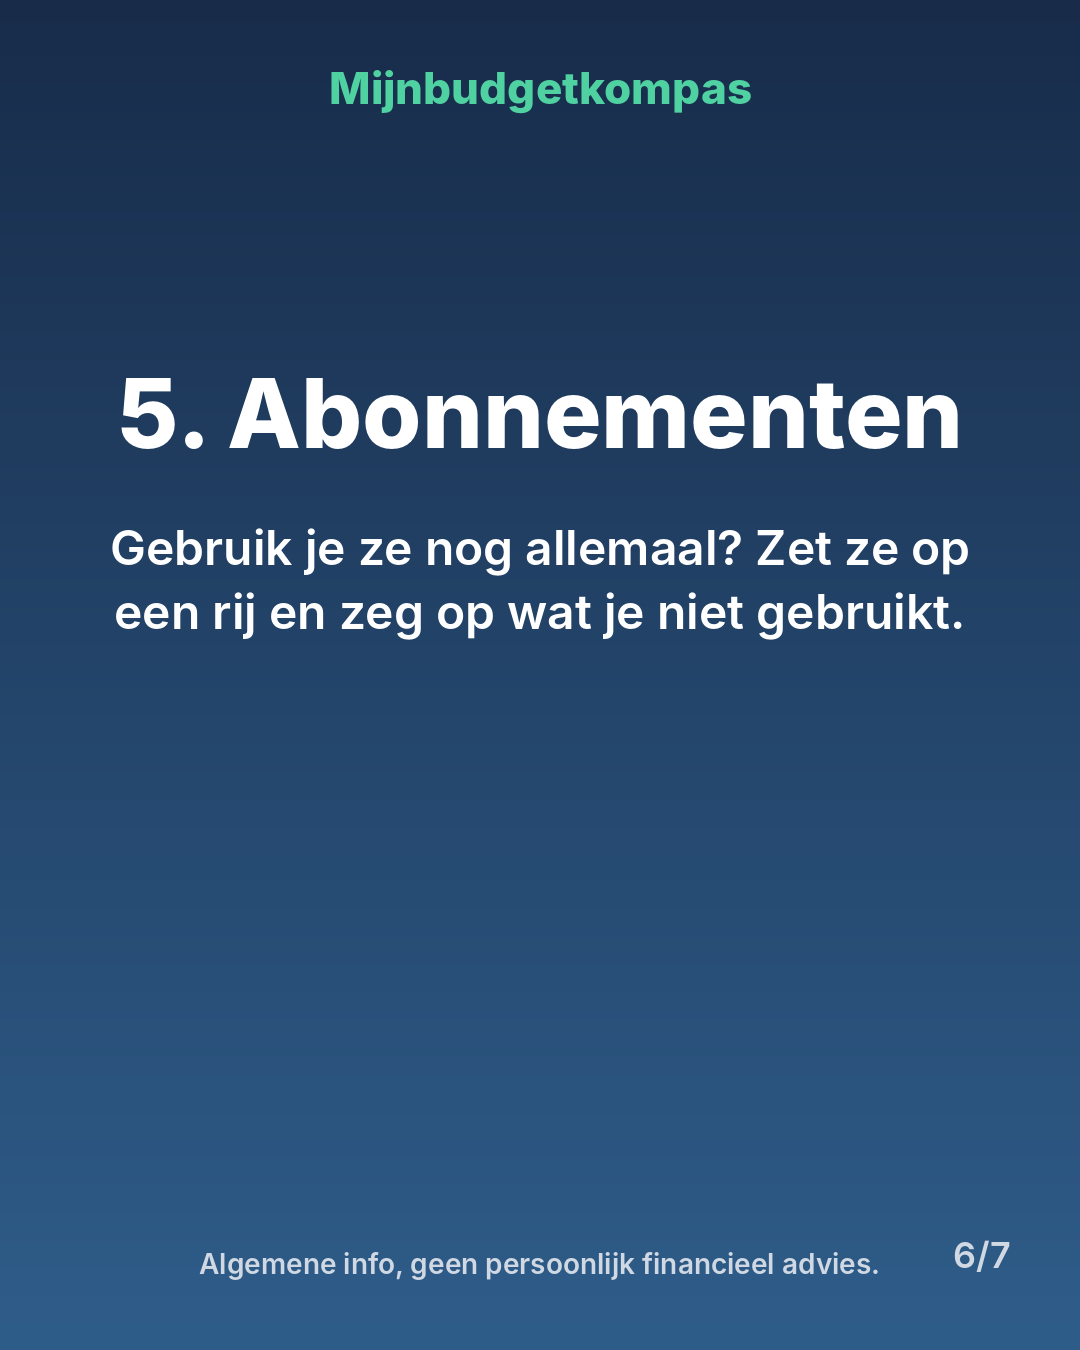 Mijnbudgetkompas
5. Abonnementen
Gebruik je ze nog allemaal? Zet ze op
een rij en zeg op wat je niet gebruikt.
Algemene info, geen persoonlijk financieel advies.
6/7